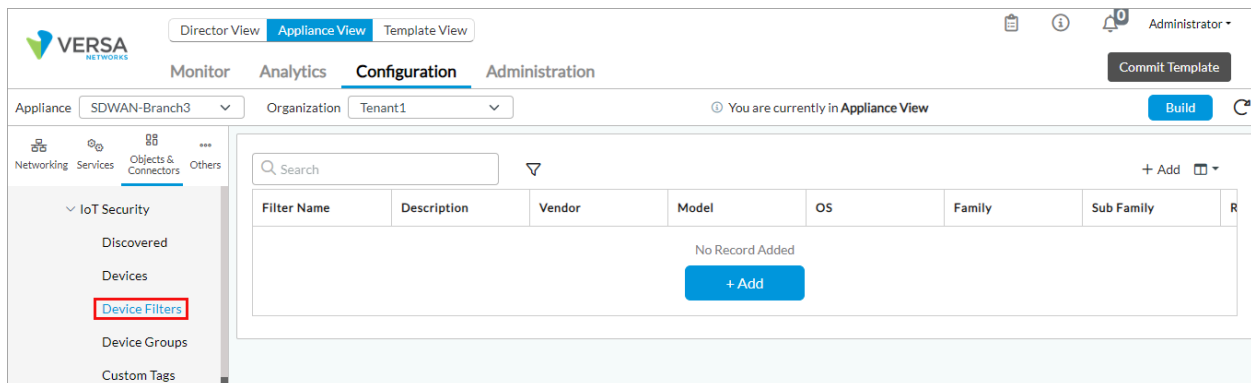 Director View Appliance View Template View
0
Administrator
VERSA
NETWORKS
Monitor Analytics Configuration Administration
Commit Template
Appliance SDWAN-Branch3 Organization Tenant1 You are currently in Appliance View Build
Networking Services Objects & Connectors Others
Search
+ Add
IoT Security
Filter Name Description Vendor Model OS Family Sub Family R
Discovered
No Record Added
Devices
+ Add
Device Filters
Device Groups
Custom Tags